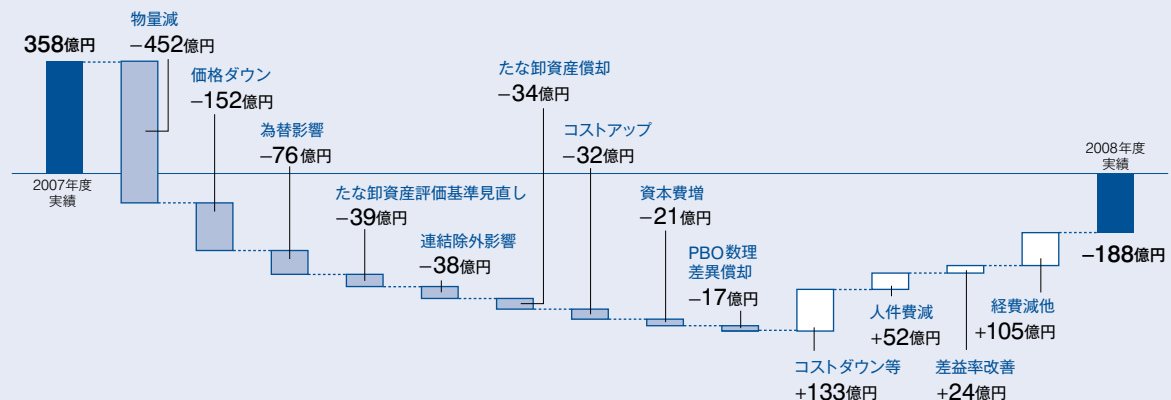 358億円
2007年度
実績
物量減
−452億円
価格ダウン
−152億円
為替影響
−76億円
たな卸資産評価基準見直し
−39億円
連結除外影響
−38億円
たな卸資産償却
−34億円
コストアップ
−32億円
資本費増
−21億円
PBO数理
差異償却
−17億円
コストダウン等
+133億円
人件費減
+52億円
差益率改善
+24億円
経費減他
+105億円
2008年度
実績
−188億円